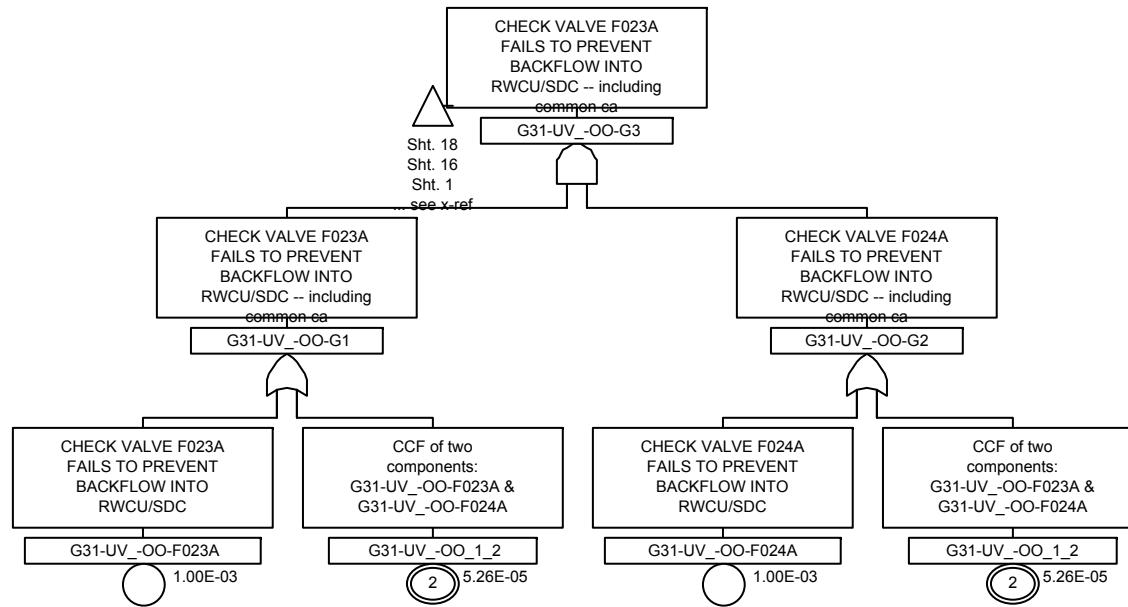 CHECK VALVE F023A
FAILS TO PREVENT
BACKFLOW INTO
RWCU/SDC -- including
common ca
G31-UV_-OO-G3
Sht. 18
Sht. 16
Sht. 1
... see x-ref
CHECK VALVE F023A
FAILS TO PREVENT
BACKFLOW INTO
RWCU/SDC -- including
common ca
G31-UV_-OO-G1
CHECK VALVE F024A
FAILS TO PREVENT
BACKFLOW INTO
RWCU/SDC -- including
common ca
G31-UV_-OO-G2
CHECK VALVE F023A
FAILS TO PREVENT
BACKFLOW INTO
RWCU/SDC
G31-UV_-OO-F023A
1.00E-03
CCF of two
components:
G31-UV_-OO-F023A &
G31-UV_-OO-F024A
G31-UV_-OO_1_2
2
5.26E-05
CHECK VALVE F024A
FAILS TO PREVENT
BACKFLOW INTO
RWCU/SDC
G31-UV_-OO-F024A
1.00E-03
CCF of two
components:
G31-UV_-OO-F023A &
G31-UV_-OO-F024A
G31-UV_-OO_1_2
2
5.26E-05